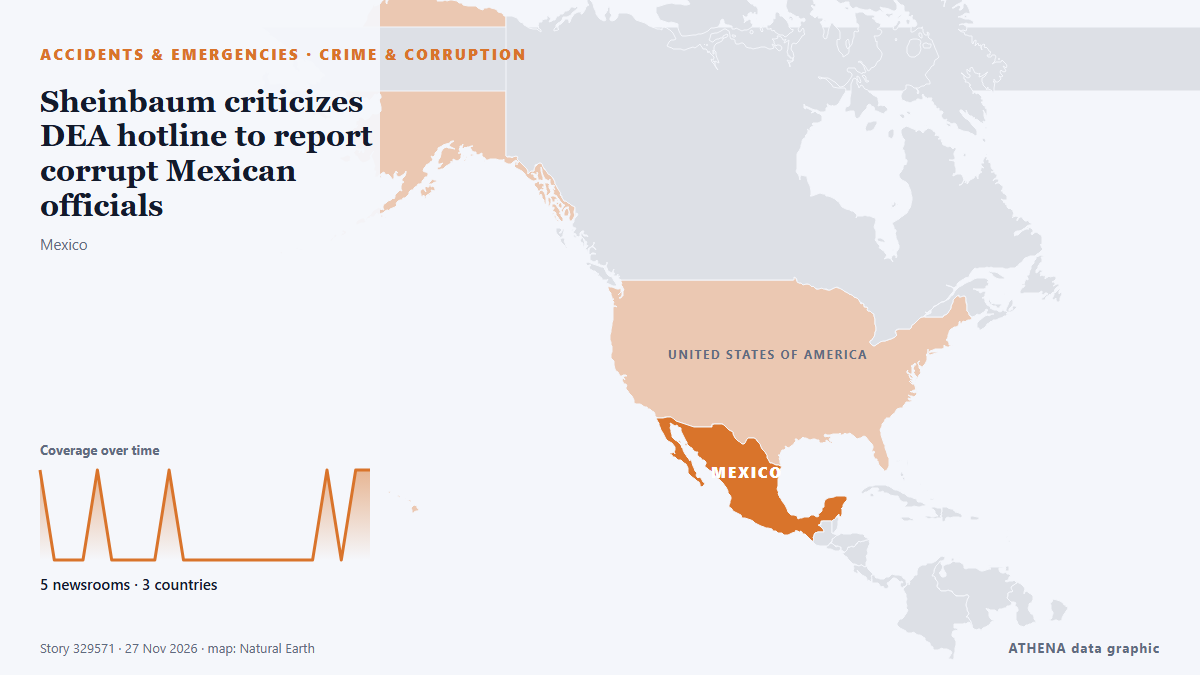 ACCIDENTS & EMERGENCIES · CRIME & CORRUPTION
Sheinbaum criticizes
DEA hotline to report
corrupt Mexican
officials
Mexico
UNITED STATES OF AMERICA
MEXICO
Coverage over time
5 newsrooms · 3 countries
Story 329571 · 27 Nov 2026 · map: Natural Earth
ATHENA data graphic